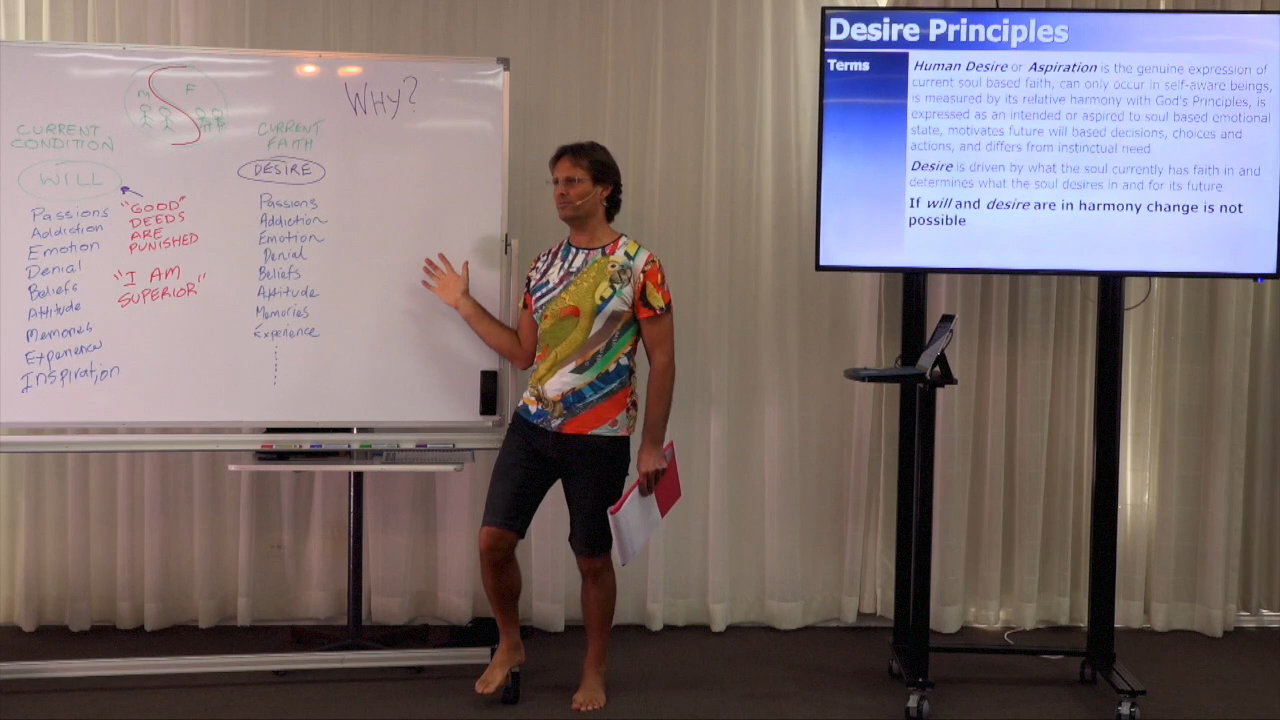 M
F
WHY?
CURRENT
CONDITION
WILL
Passions
Addiction
Emotion
Denial
Beliefs
Attitude
Memories
Experience
Inspiration
"GOOD"
DEEDS
ARE
PUNISHED
"I AM
SUPERIOR"
CURRENT
FAITH
DESIRE
Passions
Addiction
Emotion
Denial
Beliefs
Attitude
Memories
Experience
Desire Principles
Terms
Human Desire or Aspiration is the genuine expression of
current soul based faith, can only occur in self-aware beings,
is measured by its relative harmony with God's Principles, is
expressed as an intended or aspired to soul based emotional
state, motivates future will based decisions, choices and
actions, and differs from instinctual need
Desire is driven by what the soul currently has faith in and
determines what the soul desires in and for its future
If will and desire are in harmony change is not
possible